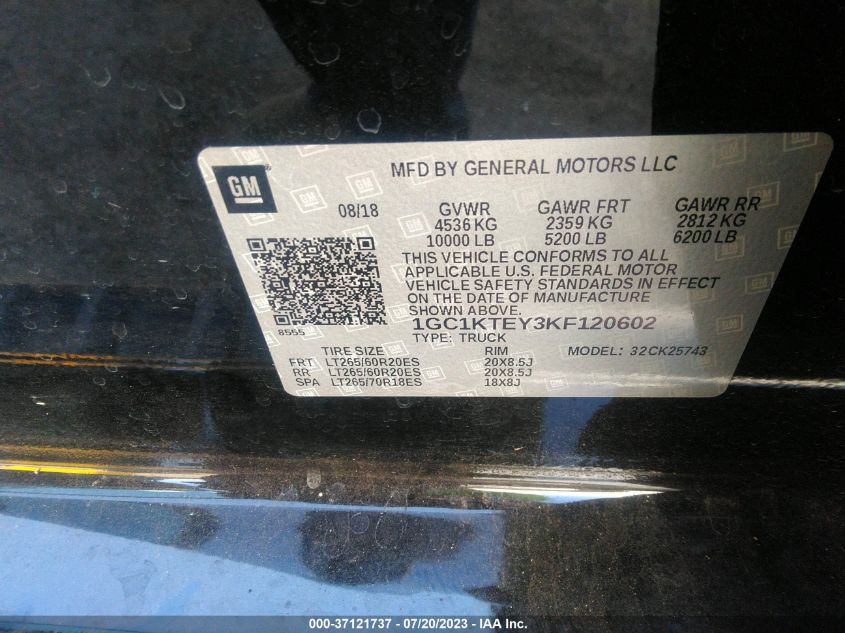 GM
MFD BY GENERAL MOTORS LLC
08/18 GVWR GAWR FRT GAWR RR
4536 KG 2359 KG 2812 KG
10000 LB 5200 LB 6200 LB
THIS VEHICLE CONFORMS TO ALL
APPLICABLE U.S. FEDERAL MOTOR
VEHICLE SAFETY STANDARDS IN EFFECT
ON THE DATE OF MANUFACTURE
SHOWN ABOVE.
8555 1GC1KTEY3KF120602
TYPE: TRUCK
TIRE SIZE RIM MODEL: 32CK25743
FRT LT265/60R20ES 20X8.5J
RR LT265/60R20ES 20X8.5J
SPA LT265/70R18ES 18X8J
000-37121737 - 07/20/2023 - IAA Inc.